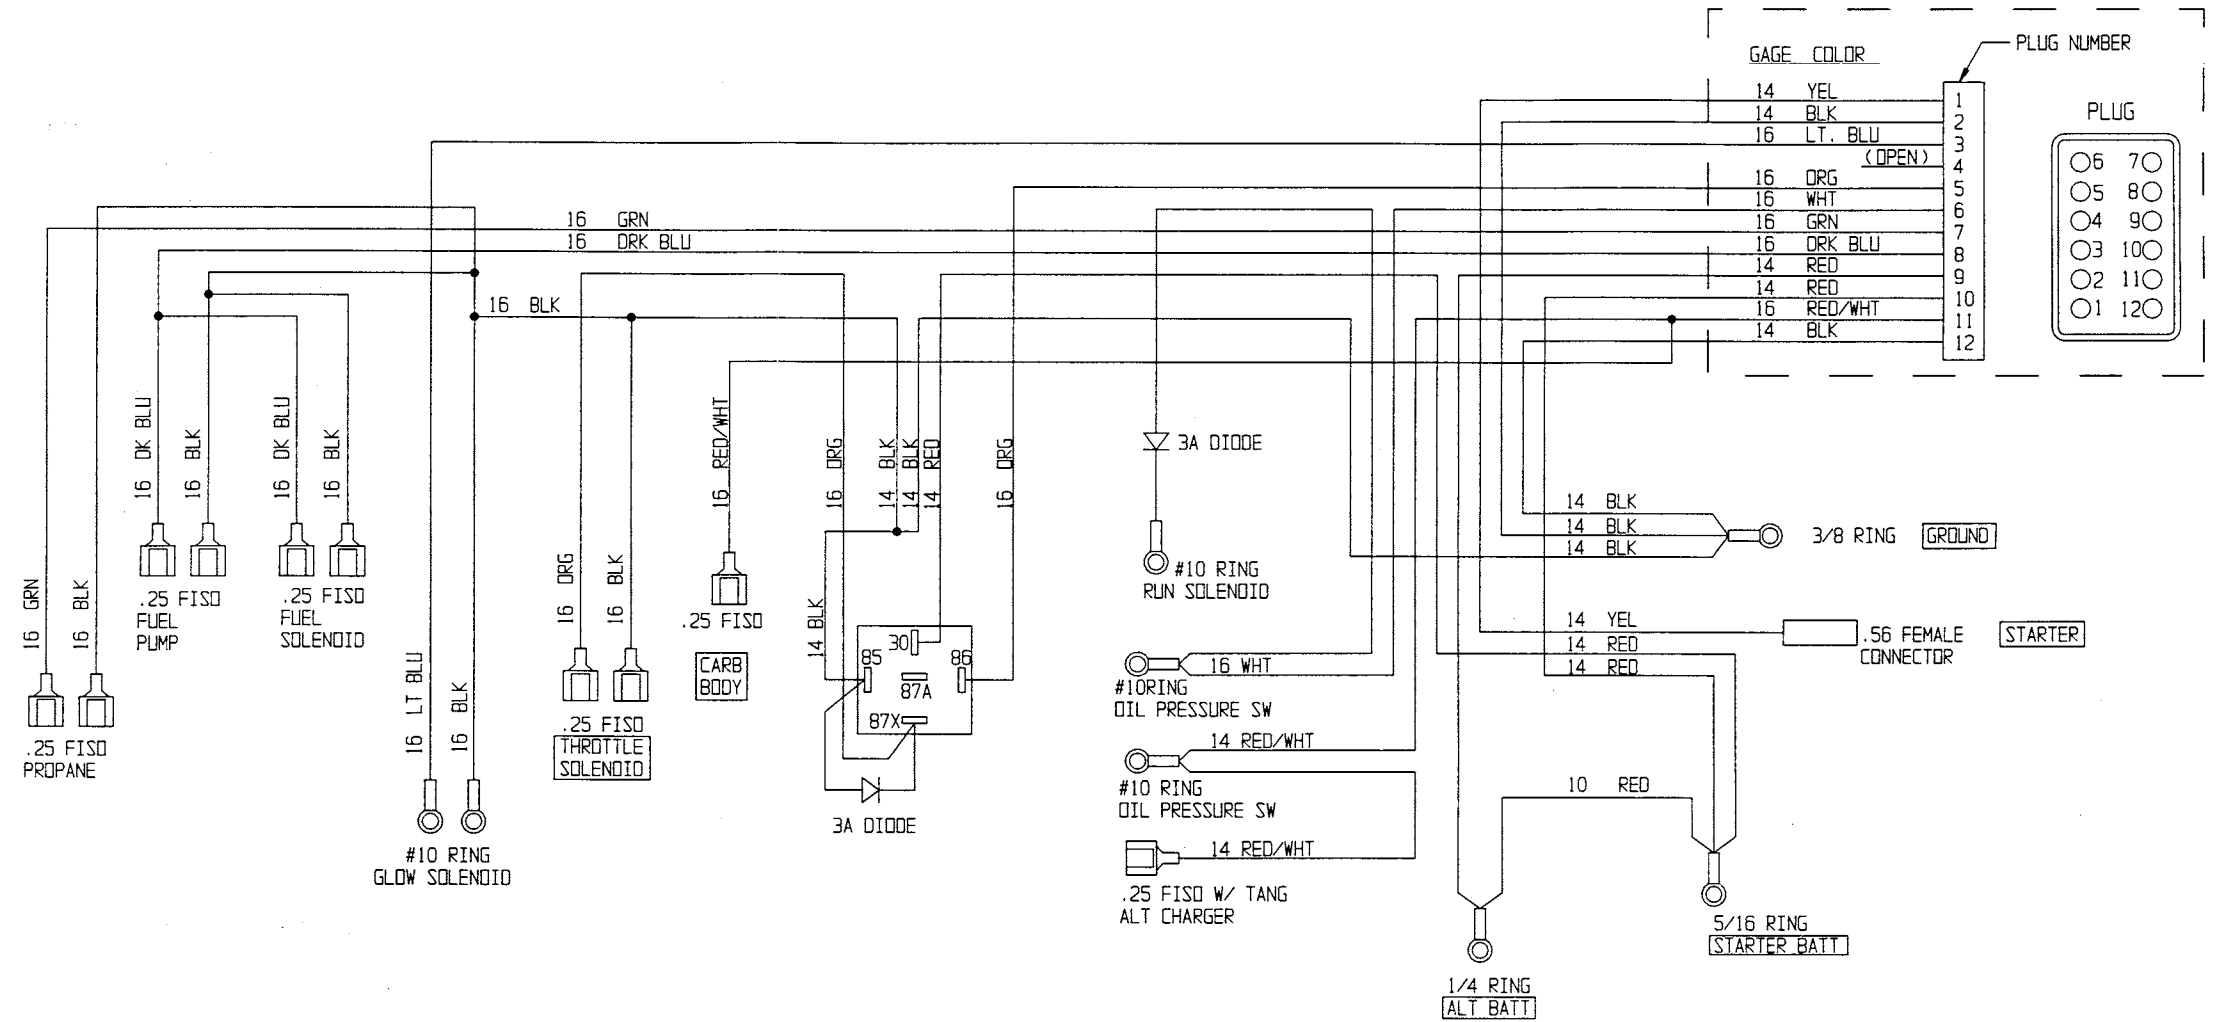 PLUG NUMBER
GAGE COLOR
14 YEL 1
14 BLK 2
16 LT. BLU 3
(OPEN) 4
16 ORG 5
16 WHT 6
16 GRN 7
16 DRK BLU 8
14 RED 9
14 RED 10
16 RED/WHT 11
14 BLK 12
PLUG
6 7
5 8
4 9
3 10
2 11
1 12
16 GRN
16 DRK BLU
16 BLK
16 GRN
16 BLK
.25 FISO
PROPANE
16 DK BLU
16 BLK
.25 FISO
FUEL
PUMP
16 DK BLU
16 BLK
.25 FISO
FUEL
SOLENOID
16 LT BLU
16 BLK
#10 RING
GLOW SOLENOID
16 ORG
16 BLK
.25 FISO
THROTTLE
SOLENOID
16 RED/WHT
.25 FISO
CARB
BODY
16 ORG
14 BLK
14 BLK
14 RED
16 ORG
14 BLK
30
85
86
87A
87X
3A DIODE
3A DIODE
#10 RING
RUN SOLENOID
16 WHT
#10RING
OIL PRESSURE SW
14 RED/WHT
#10 RING
OIL PRESSURE SW
14 RED/WHT
.25 FISO W/ TANG
ALT CHARGER
14 BLK
14 BLK
14 BLK
3/8 RING
GROUND
14 YEL
14 RED
14 RED
.56 FEMALE
CONNECTOR
STARTER
10 RED
5/16 RING
STARTER BATT
1/4 RING
ALT BATT